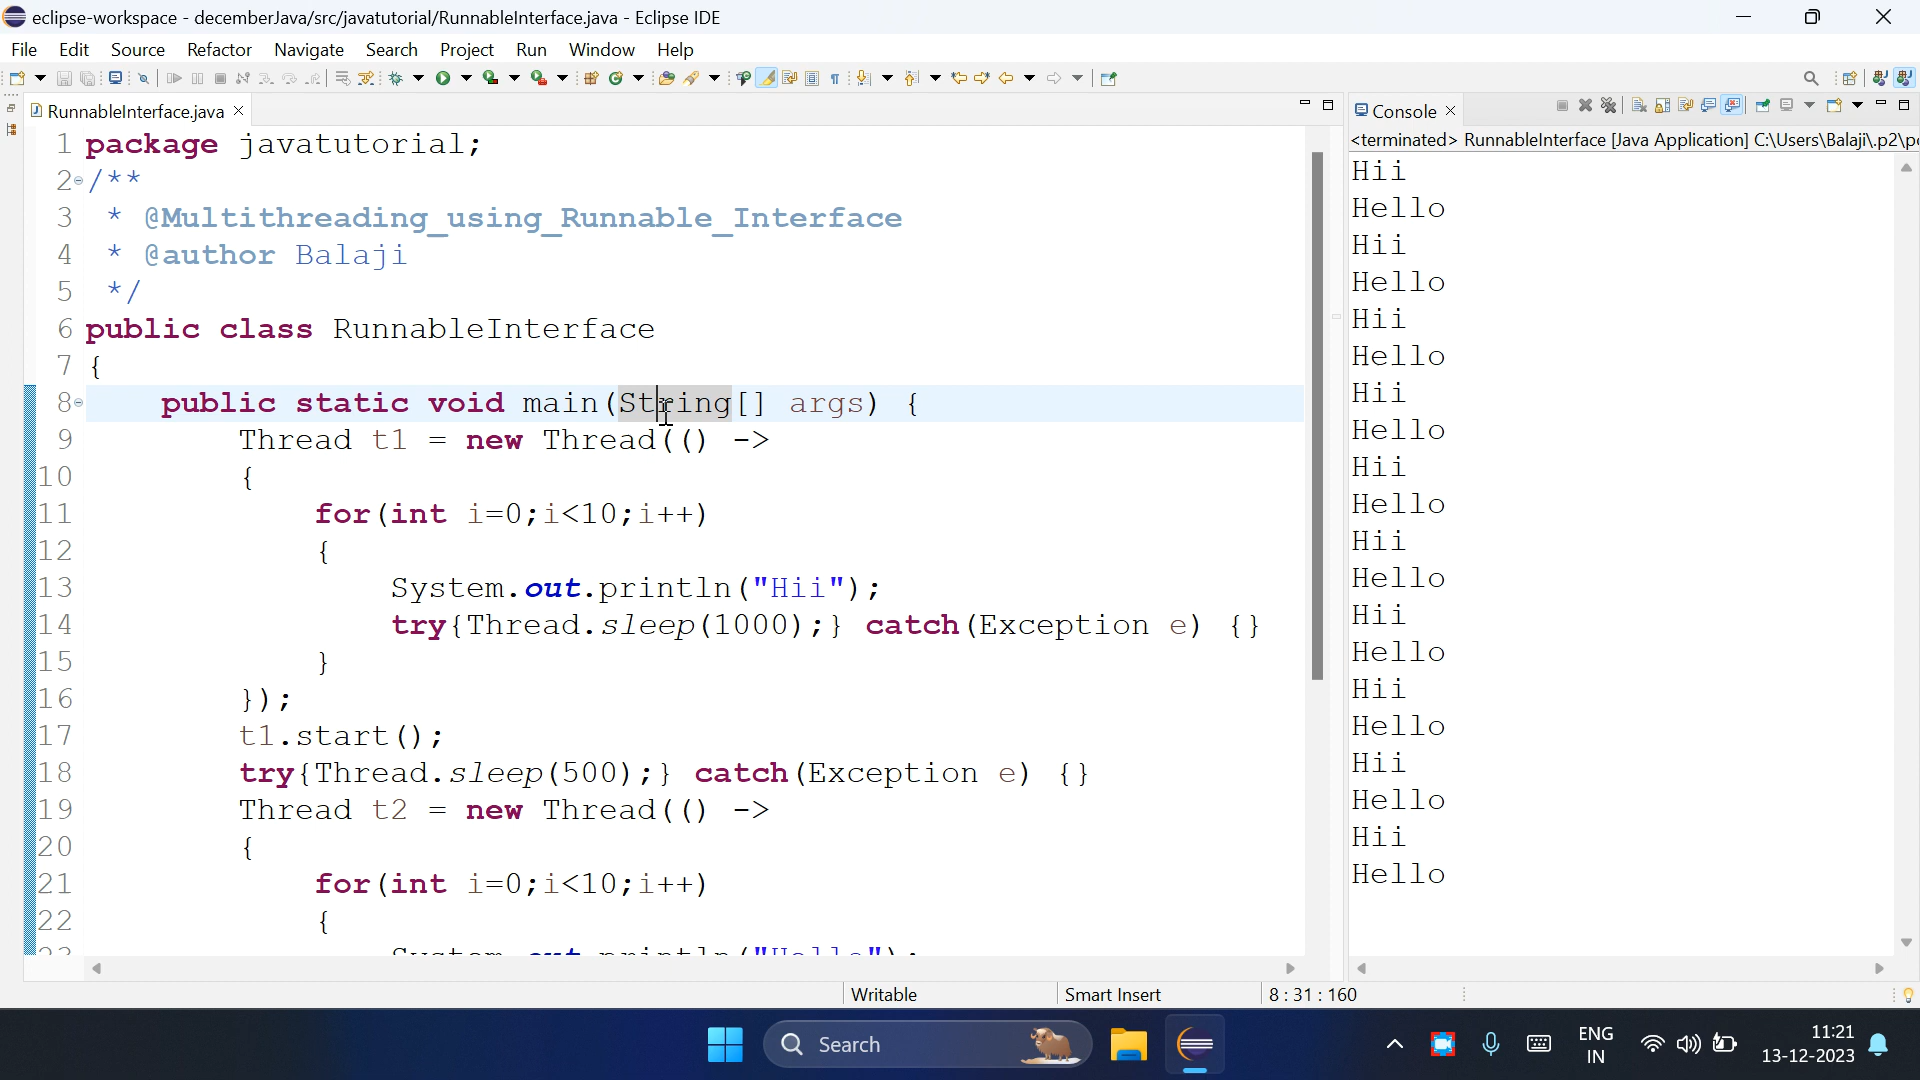 eclipse-workspace - decemberJava/src/javatutorial/RunnableInterface.java - Eclipse IDE
File Edit Source Refactor Navigate Search Project Run Window Help
RunnableInterface.java
1 package javatutorial;
2 /**
3 * @Multithreading_using_Runnable_Interface
4 * @author Balaji
5 */
6 public class RunnableInterface
7 {
8 public static void main(String[] args) {
9 Thread t1 = new Thread(() ->
10 {
11 for(int i=0;i<10;i++)
12 {
13 System.out.println("Hii");
14 try{Thread.sleep(1000);} catch(Exception e) {}
15 }
16 });
17 t1.start();
18 try{Thread.sleep(500);} catch(Exception e) {}
19 Thread t2 = new Thread(() ->
20 {
21 for(int i=0;i<10;i++)
22 {
23 System.out.println("Hello");
Writable Smart Insert 8 : 31 : 160
Console
<terminated> RunnableInterface [Java Application] C:\Users\Balaji\.p2\p
Hii
Hello
Hii
Hello
Hii
Hello
Hii
Hello
Hii
Hello
Hii
Hello
Hii
Hello
Hii
Hello
Hii
Hello
Hii
Hello
Search
ENG
IN
11:21
13-12-2023